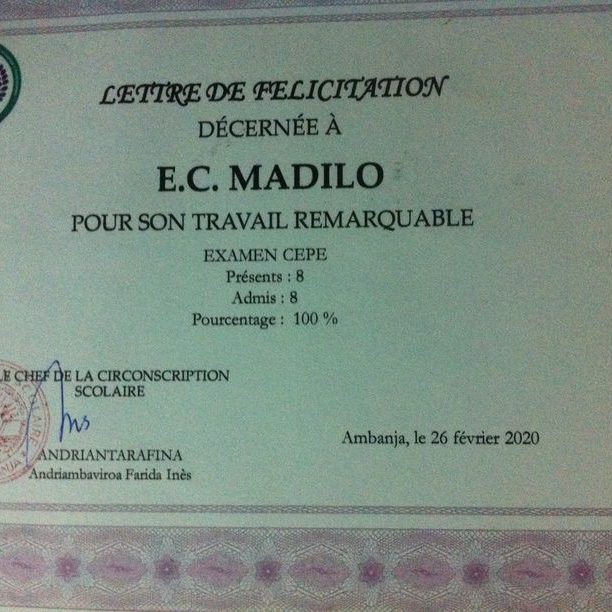 LETTRE DE FELICITATION
DÉCERNÉE À
E.C. MADILO
POUR SON TRAVAIL REMARQUABLE
EXAMEN CEPE
Présents : 8
Admis : 8
Pourcentage : 100 %
LE CHEF DE LA CIRCONSCRIPTION
SCOLAIRE
Ambanja, le 26 février 2020
ANDRIANTARAFINA
Andriambaviroa Farida Inès